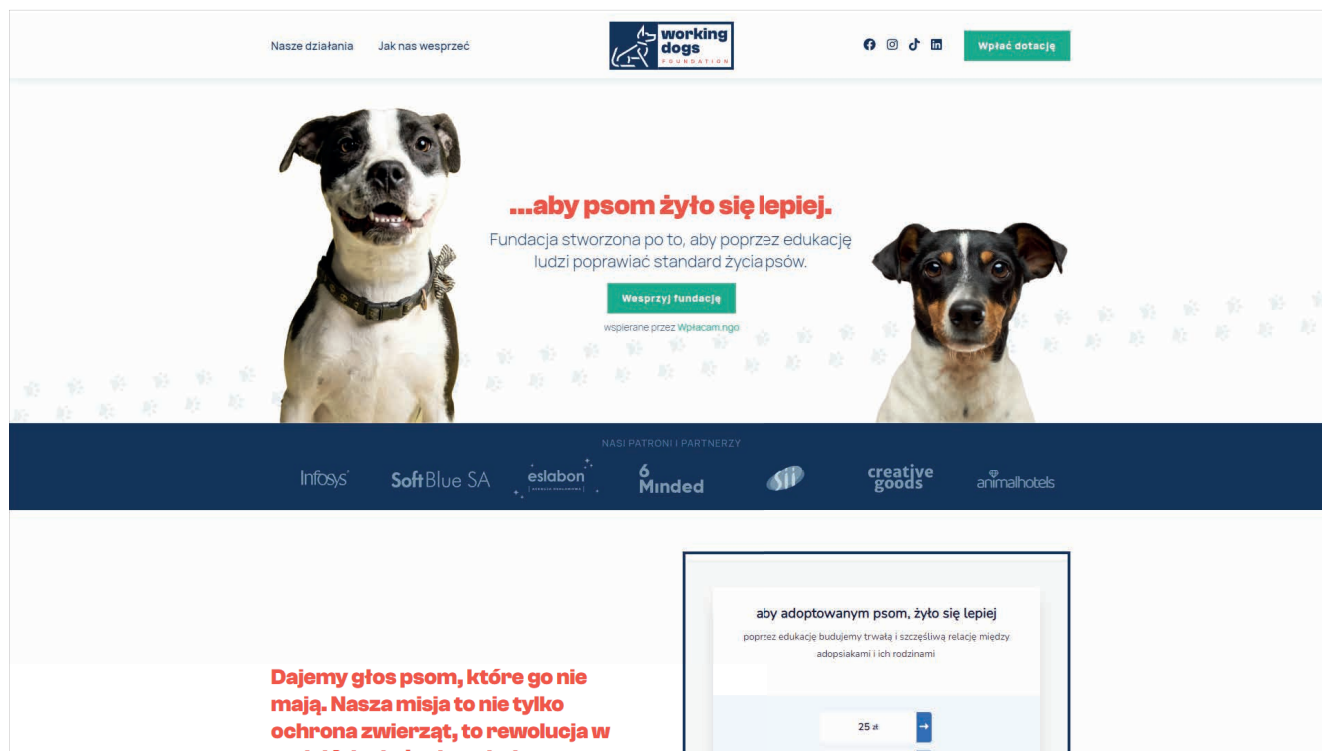 Nasze działania
Jak nas wesprzeć
working
dogs
FOUNDATION
Wpłać dotację
...aby psom żyło się lepiej.
Fundacja stworzona po to, aby poprzez edukację
ludzi poprawiać standard życia psów.
Wesprzyj fundację
wspierane przez Wpłacam.ngo
NASI PATRONI I PARTNERZY
Infosys
SoftBlue SA
eslabon
6
Minded
sii
creative
goods
animalhotels
aby adoptowanym psom, żyło się lepiej
poprzez edukację budujemy trwałą i szczęśliwą relację między
adopsiakami i ich rodzinami
Dajemy głos psom, które go nie
mają. Nasza misja to nie tylko
ochrona zwierząt, to rewolucja w
25 zł